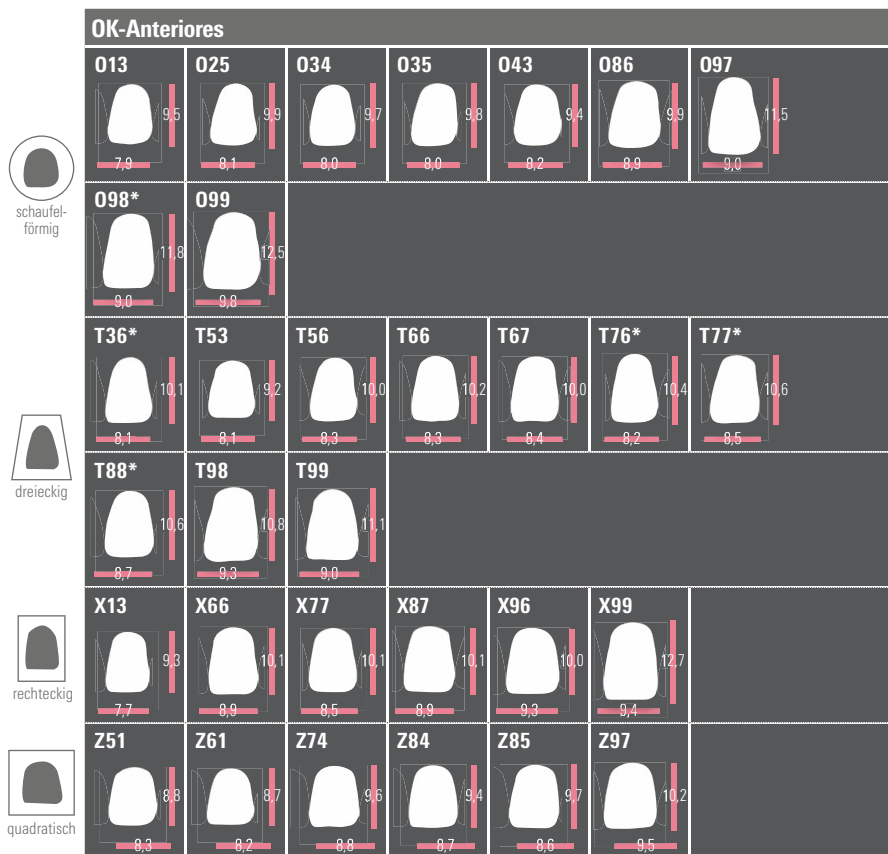 OK-Anteriores
O13 O25 O34 O35 O43 O86 O97
9,5 9,9 9,7 9,8 9,4 9,9 11,5
7,9 8,1 8,0 8,0 8,2 8,9 9,0
schaufel-
förmig
O98* O99
11,8 12,5
9,0 9,8
T36* T53 T56 T66 T67 T76* T77*
10,1 9,2 10,0 10,2 10,0 10,4 10,6
8,1 8,1 8,3 8,3 8,4 8,2 8,5
dreieckig
T88* T98 T99
10,6 10,8 11,1
8,7 9,3 9,0
X13 X66 X77 X87 X96 X99
9,3 10,1 10,1 10,1 10,0 12,7
7,7 8,9 8,5 8,9 9,3 9,4
rechteckig
Z51 Z61 Z74 Z84 Z85 Z97
8,8 8,7 9,6 9,4 9,7 10,2
8,3 8,2 8,8 8,7 8,6 9,5
quadratisch